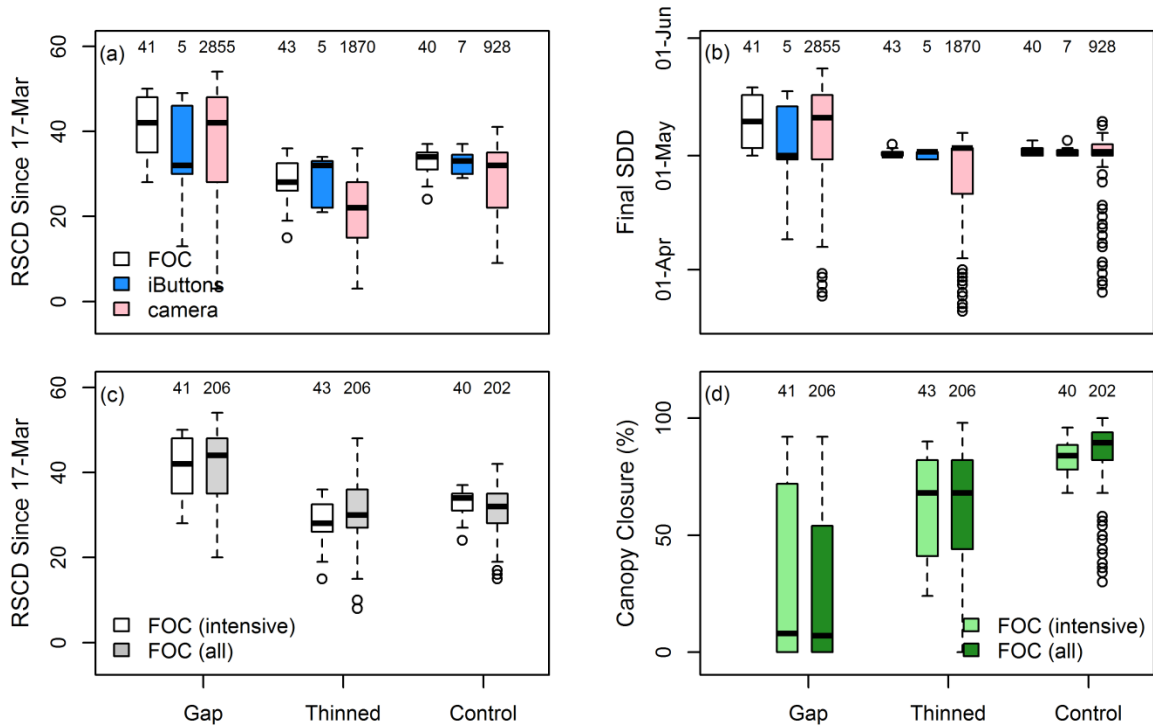 (a) 41 5 2855 43 5 1870 40 7 928
RSCD Since 17-Mar
0 20 40 60
FOC
iButtons
camera
(b) 41 5 2855 43 5 1870 40 7 928
Final SDD
01-Apr 01-May 01-Jun
(c) 41 206 43 206 40 202
RSCD Since 17-Mar
0 20 40 60
FOC (intensive)
FOC (all)
Gap Thinned Control
(d) 41 206 43 206 40 202
Canopy Closure (%)
0 50 100
FOC (intensive)
FOC (all)
Gap Thinned Control